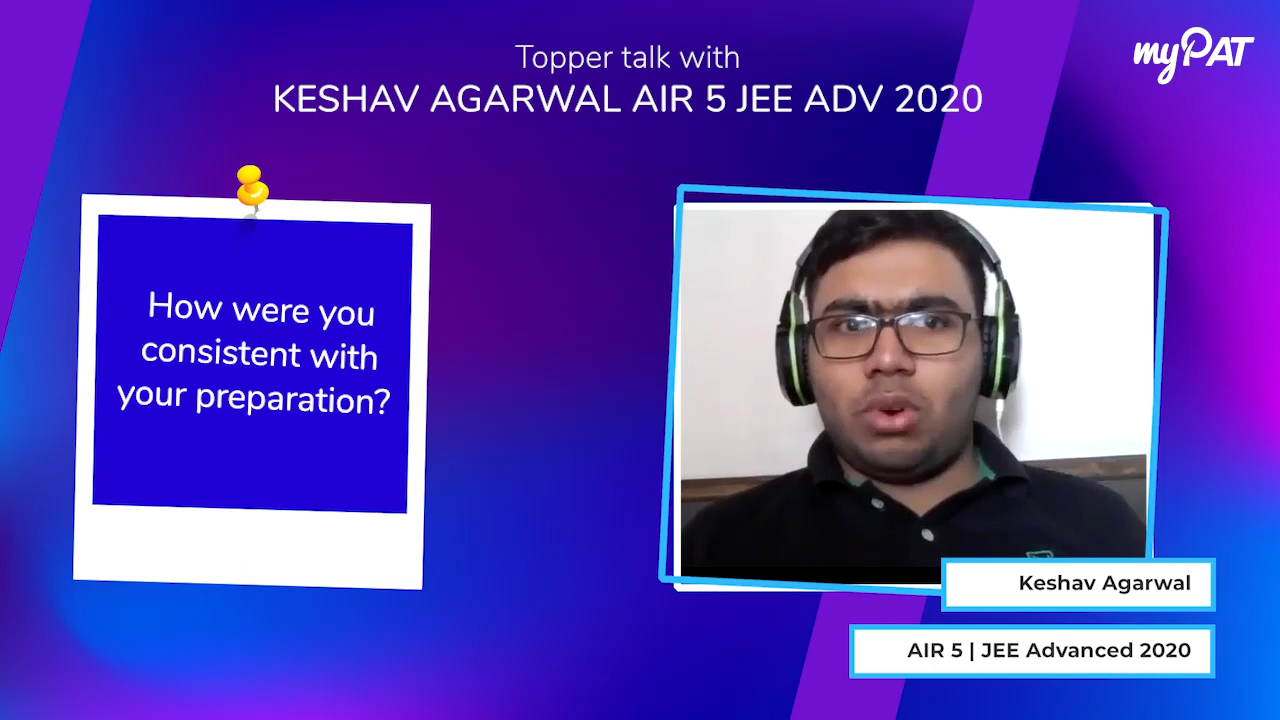 Topper talk with
KESHAV AGARWAL AIR 5 JEE ADV 2020
myPAT
How were you
consistent with
your preparation?
Keshav Agarwal
AIR 5 | JEE Advanced 2020